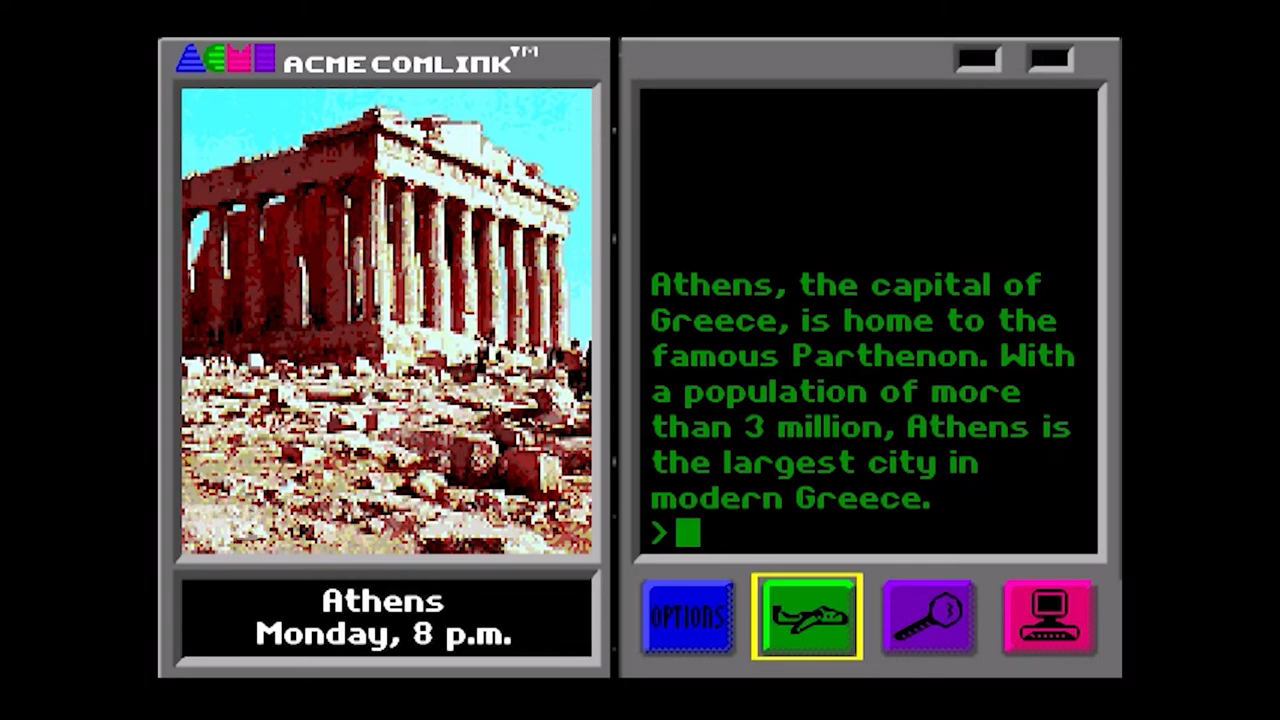 ACME ACME COMLINK™
Athens, the capital of
Greece, is home to the
famous Parthenon. With
a population of more
than 3 million, Athens is
the largest city in
modern Greece.
>
Athens
Monday, 8 p.m.
OPTIONS